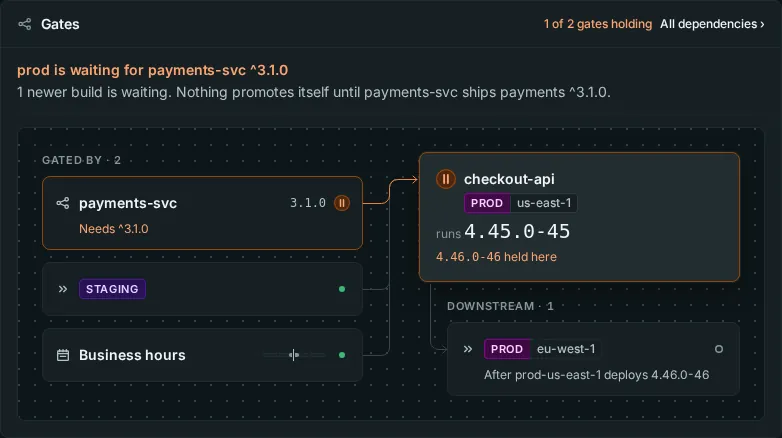 Gates
1 of 2 gates holding All dependencies ›
prod is waiting for payments-svc ^3.1.0
1 newer build is waiting. Nothing promotes itself until payments-svc ships payments ^3.1.0.
GATED BY · 2
payments-svc 3.1.0
Needs ^3.1.0
STAGING
Business hours
checkout-api
PROD us-east-1
runs 4.45.0-45
4.46.0-46 held here
DOWNSTREAM · 1
PROD eu-west-1
After prod-us-east-1 deploys 4.46.0-46